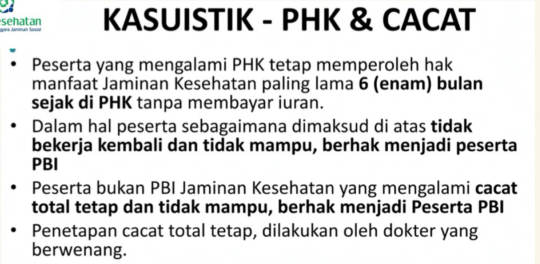 esehatan
KASUISTIK - PHK & CACAT
• Peserta yang mengalami PHK tetap memperoleh hak
manfaat Jaminan Kesehatan paling lama 6 (enam) bulan
sejak di PHK tanpa membayar iuran.
• Dalam hal peserta sebagaimana dimaksud di atas tidak
bekerja kembali dan tidak mampu, berhak menjadi peserta
PBI
• Peserta bukan PBI Jaminan Kesehatan yang mengalami cacat
total tetap dan tidak mampu, berhak menjadi Peserta PBI
• Penetapan cacat total tetap, dilakukan oleh dokter yang
berwenang.